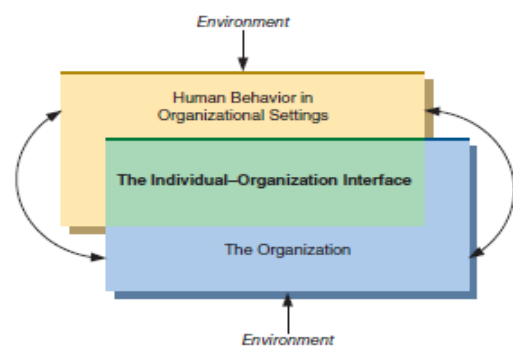 Environment
Human Behavior in
Organizational Settings
The Individual–Organization Interface
The Organization
Environment